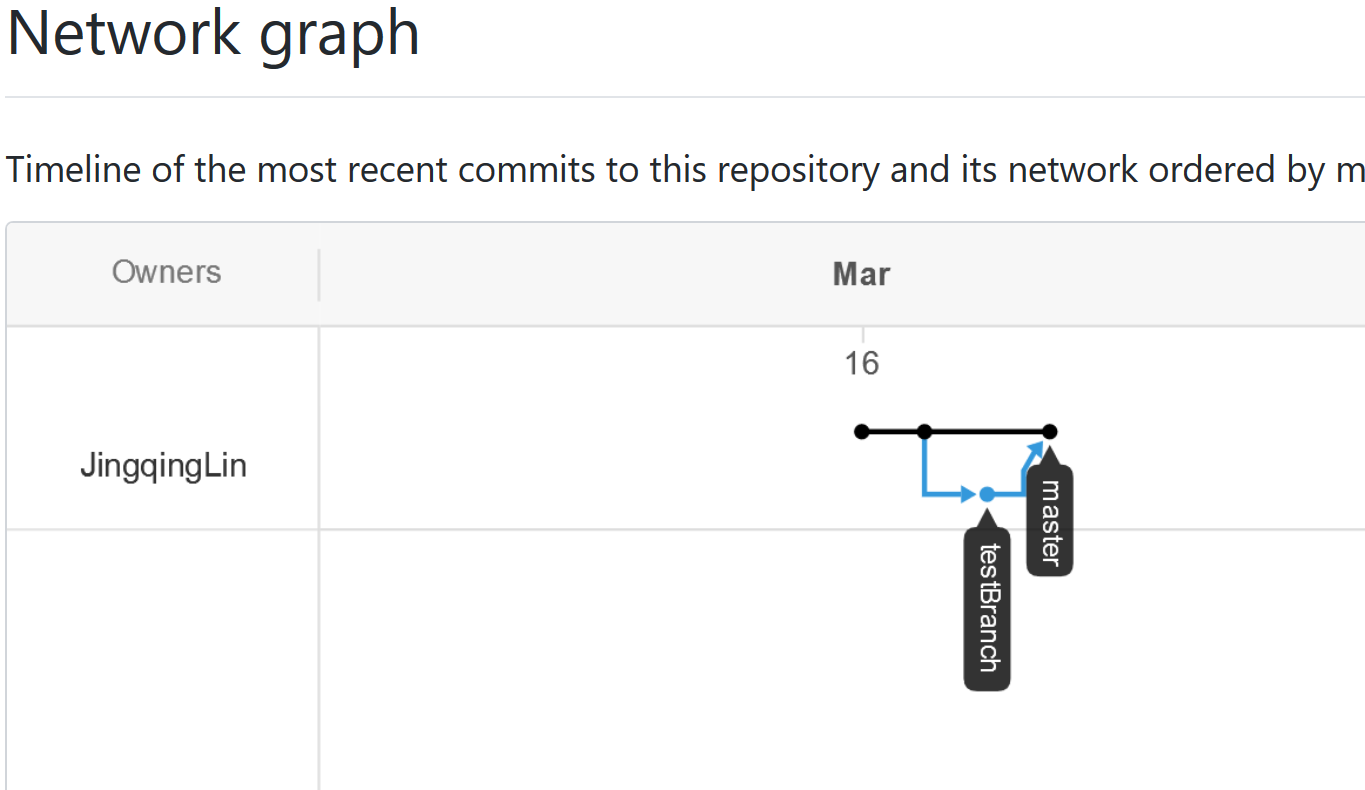 Network graph
Timeline of the most recent commits to this repository and its network ordered by m
Owners
Mar
16
JingqingLin
master
testBranch